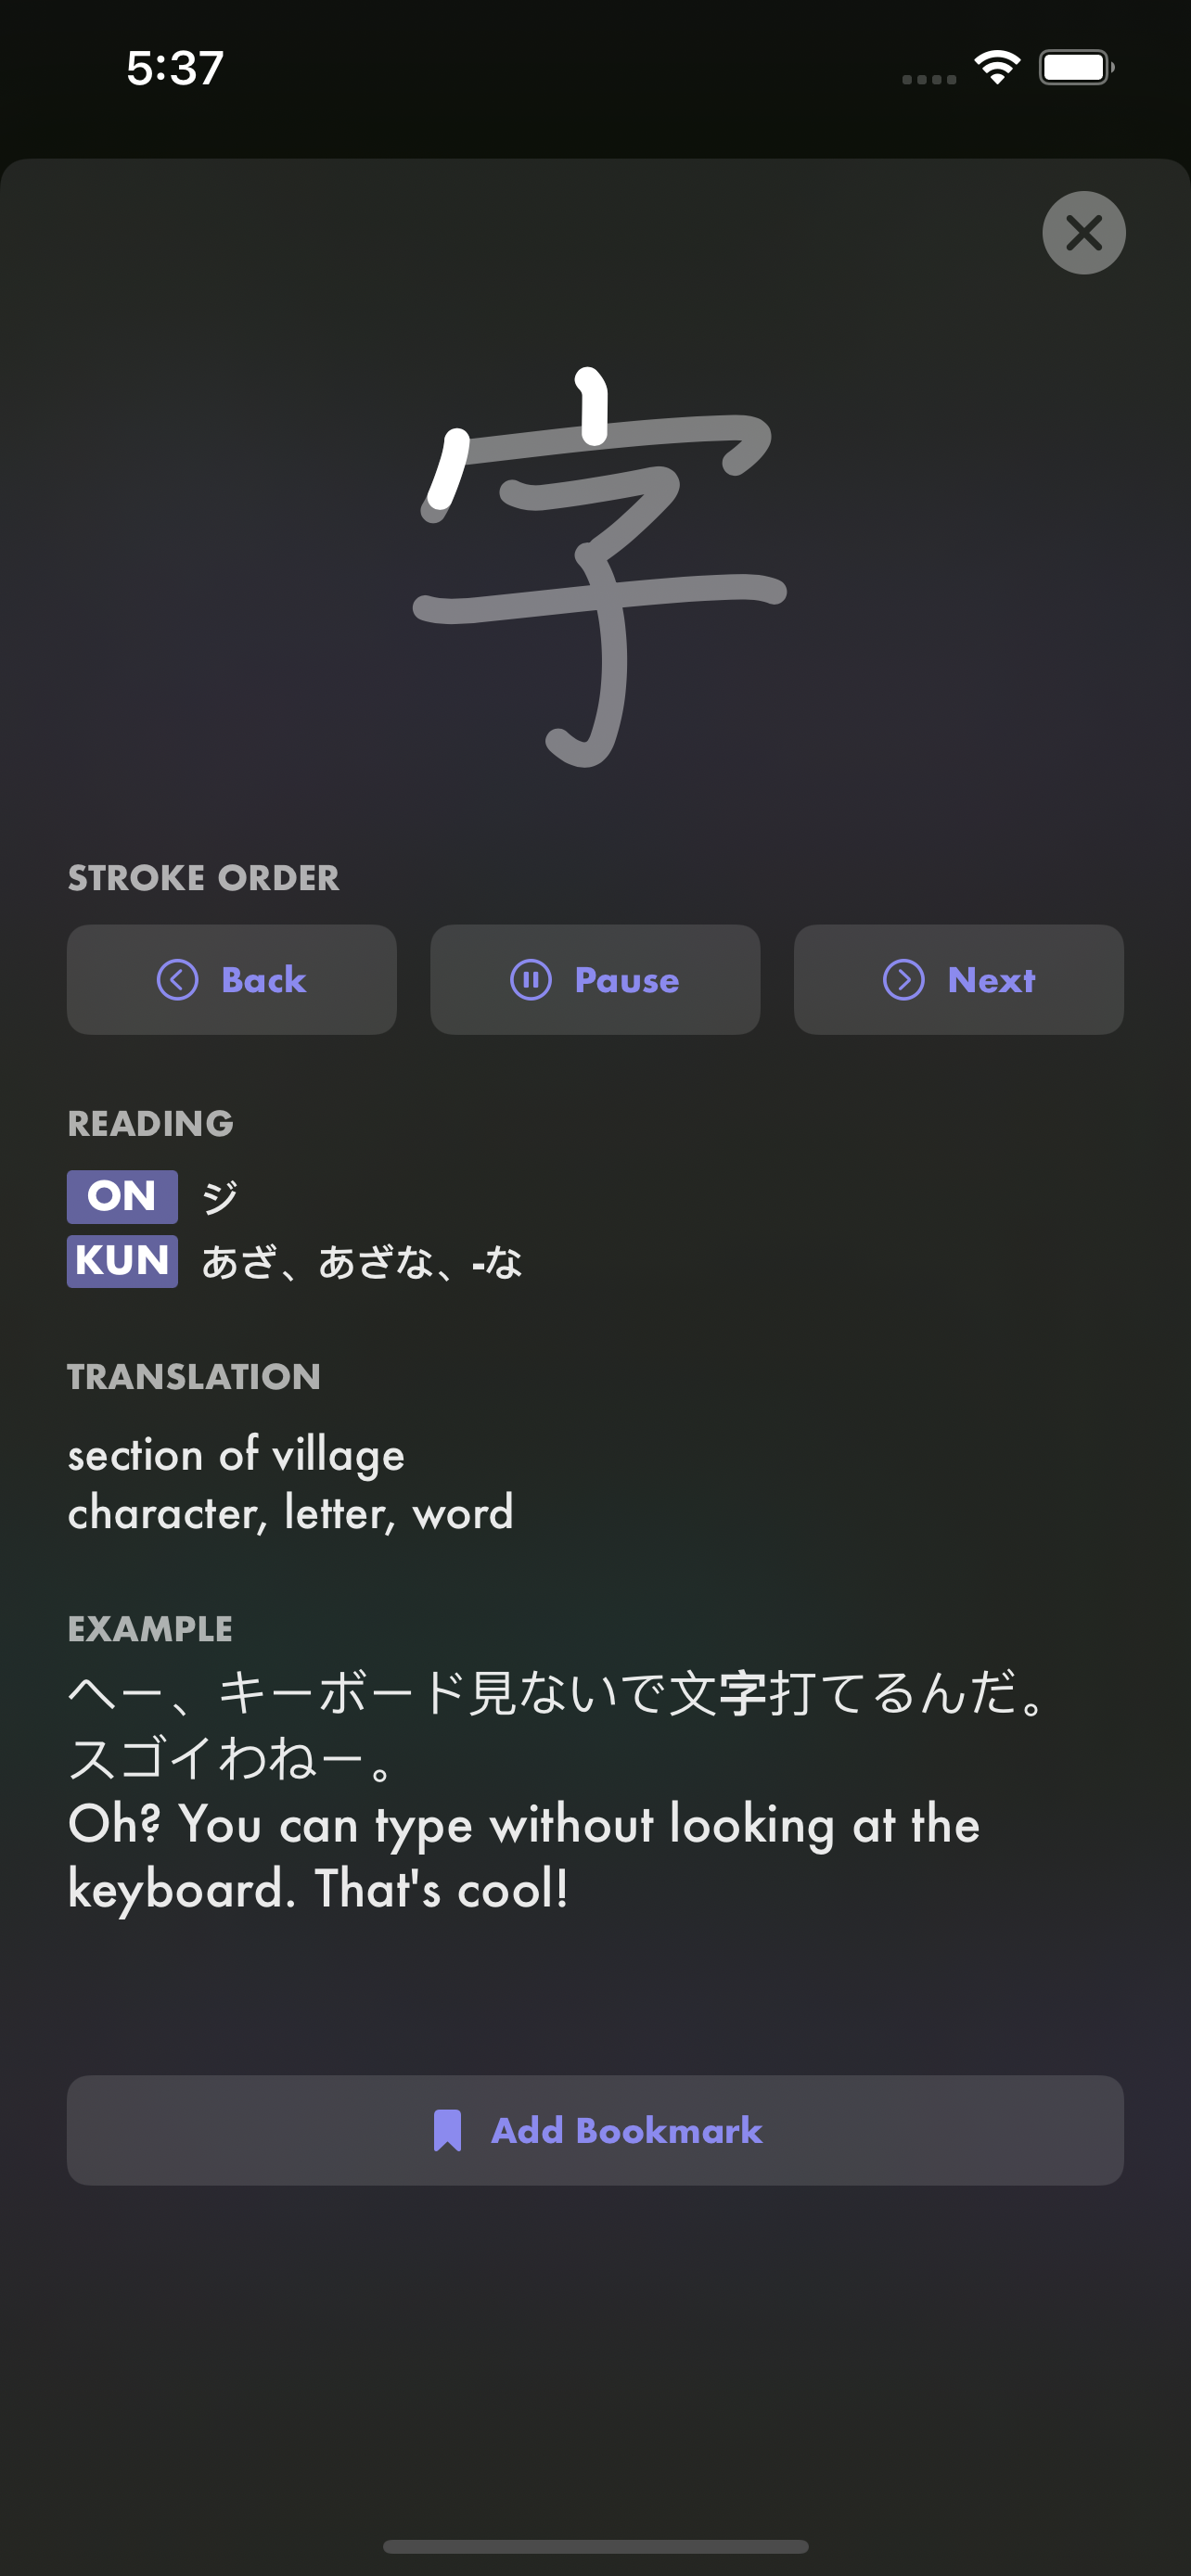 5:37
字
STROKE ORDER
Back Pause Next
READING
ON ジ
KUN あざ、あざな、-な
TRANSLATION
section of village
character, letter, word
EXAMPLE
へー、キーボード見ないで文字打てるんだ。
スゴイわねー。
Oh? You can type without looking at the
keyboard. That's cool!
Add Bookmark